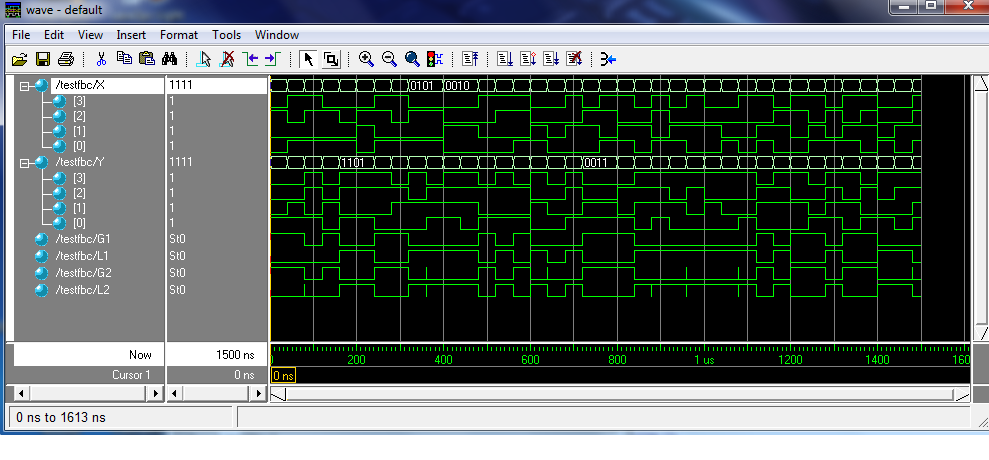 wave - default
File Edit View Insert Format Tools Window
/testfbc/X 1111 0101 0010
[3] 1
[2] 1
[1] 1
[0] 1
/testfbc/Y 1111 1101 0011
[3] 1
[2] 1
[1] 1
[0] 1
/testfbc/G1 St0
/testfbc/L1 St0
/testfbc/G2 St0
/testfbc/L2 St0
Now 1500 ns 200 400 600 800 1 us 1200 1400 160
Cursor 1 0 ns 0 ns
0 ns to 1613 ns